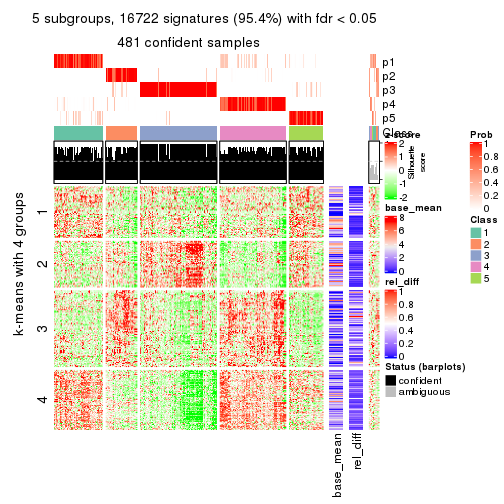 5 subgroups, 16722 signatures (95.4%) with fdr < 0.05
481 confident samples
p1
p2
p3
p4
p5
Class
Silhouette
score
k-means with 4 groups
1
2
3
4
base_mean
rel_diff
z-score
2
1
0
-1
-2
base_mean
8
6
4
2
0
rel_diff
1
0.8
0.6
0.4
0.2
0
Status (barplots)
confident
ambiguous
Prob
1
0.8
0.6
0.4
0.2
0
Class
1
2
3
4
5